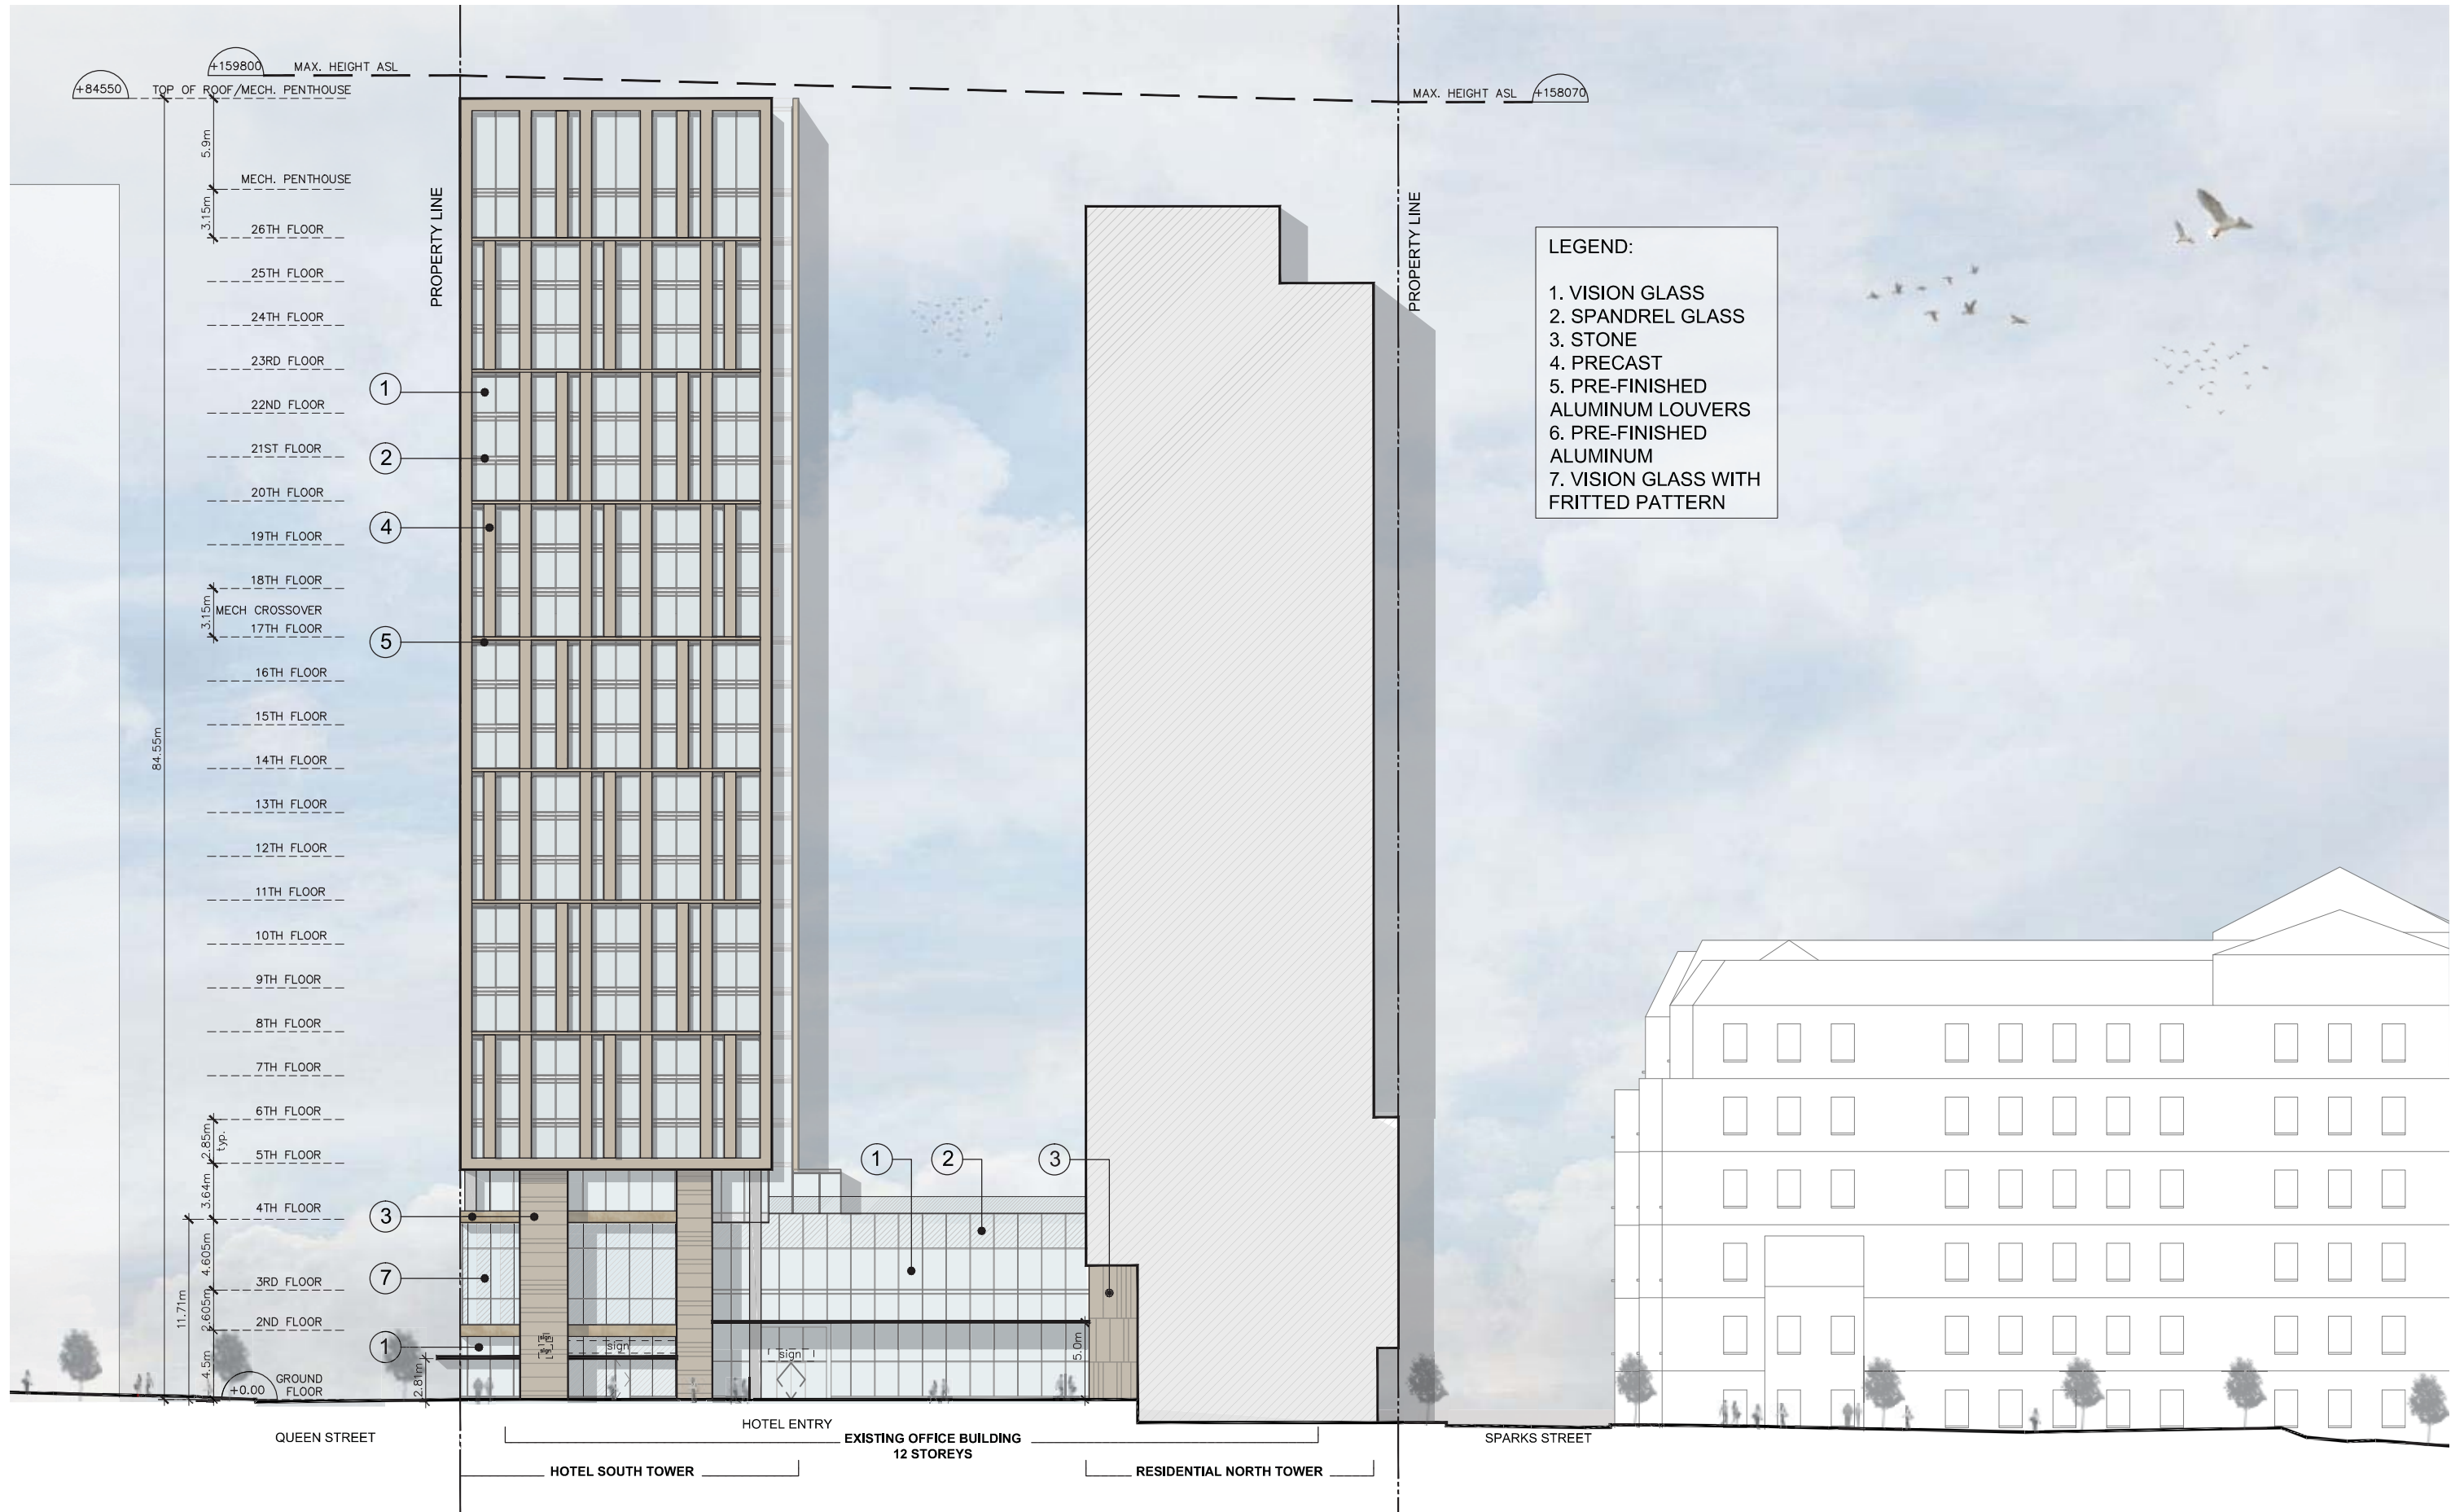 +159800
MAX. HEIGHT ASL
+84550
TOP OF ROOF/MECH. PENTHOUSE
MAX. HEIGHT ASL
+158070
5.9m
MECH. PENTHOUSE
3.15m
26TH FLOOR
25TH FLOOR
24TH FLOOR
23RD FLOOR
22ND FLOOR
21ST FLOOR
20TH FLOOR
19TH FLOOR
18TH FLOOR
3.15m
MECH CROSSOVER
17TH FLOOR
16TH FLOOR
15TH FLOOR
14TH FLOOR
84.55m
13TH FLOOR
12TH FLOOR
11TH FLOOR
10TH FLOOR
9TH FLOOR
8TH FLOOR
7TH FLOOR
6TH FLOOR
2.85m
typ.
5TH FLOOR
3.64m
4TH FLOOR
4.605m
3RD FLOOR
11.71m
2.605m
2ND FLOOR
4.5m
GROUND
FLOOR
+0.00
2.81m
PROPERTY LINE
1
2
4
5
3
7
1
sign
sign
sign
1
2
3
5.0m
PROPERTY LINE
LEGEND:
1. VISION GLASS
2. SPANDREL GLASS
3. STONE
4. PRECAST
5. PRE-FINISHED
ALUMINUM LOUVERS
6. PRE-FINISHED
ALUMINUM
7. VISION GLASS WITH
FRITTED PATTERN
QUEEN STREET
HOTEL ENTRY
EXISTING OFFICE BUILDING
12 STOREYS
SPARKS STREET
HOTEL SOUTH TOWER
RESIDENTIAL NORTH TOWER